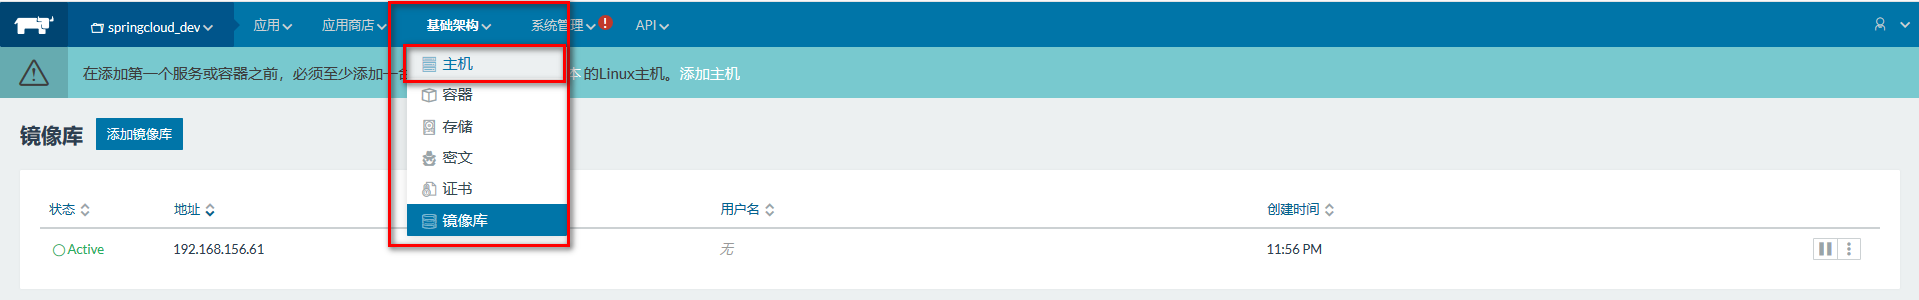 springcloud_dev 应用 应用商店 基础架构 系统管理 ! API
在添加第一个服务或容器之前，必须至少添加一台 本 的Linux主机。添加主机
主机
容器
存储
密文
证书
镜像库
镜像库 添加镜像库
状态 地址 用户名 创建时间
Active 192.168.156.61 无 11:56 PM